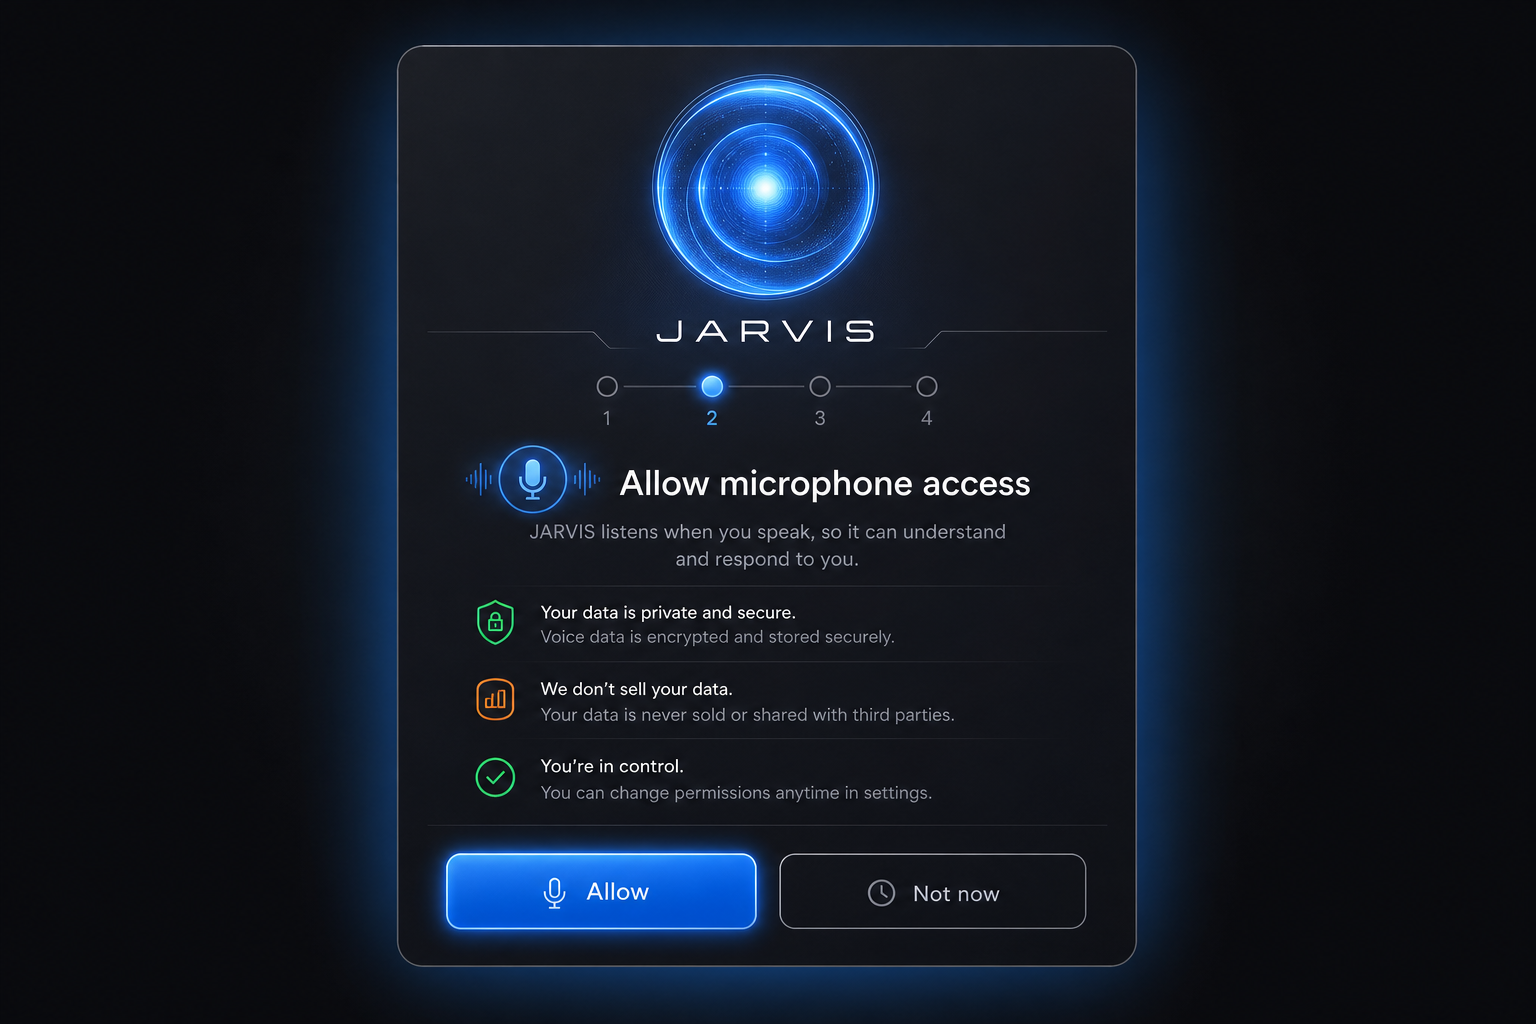 JARVIS
1 2 3 4
Allow microphone access
JARVIS listens when you speak, so it can understand
and respond to you.
Your data is private and secure.
Voice data is encrypted and stored securely.
We don’t sell your data.
Your data is never sold or shared with third parties.
You’re in control.
You can change permissions anytime in settings.
Allow
Not now